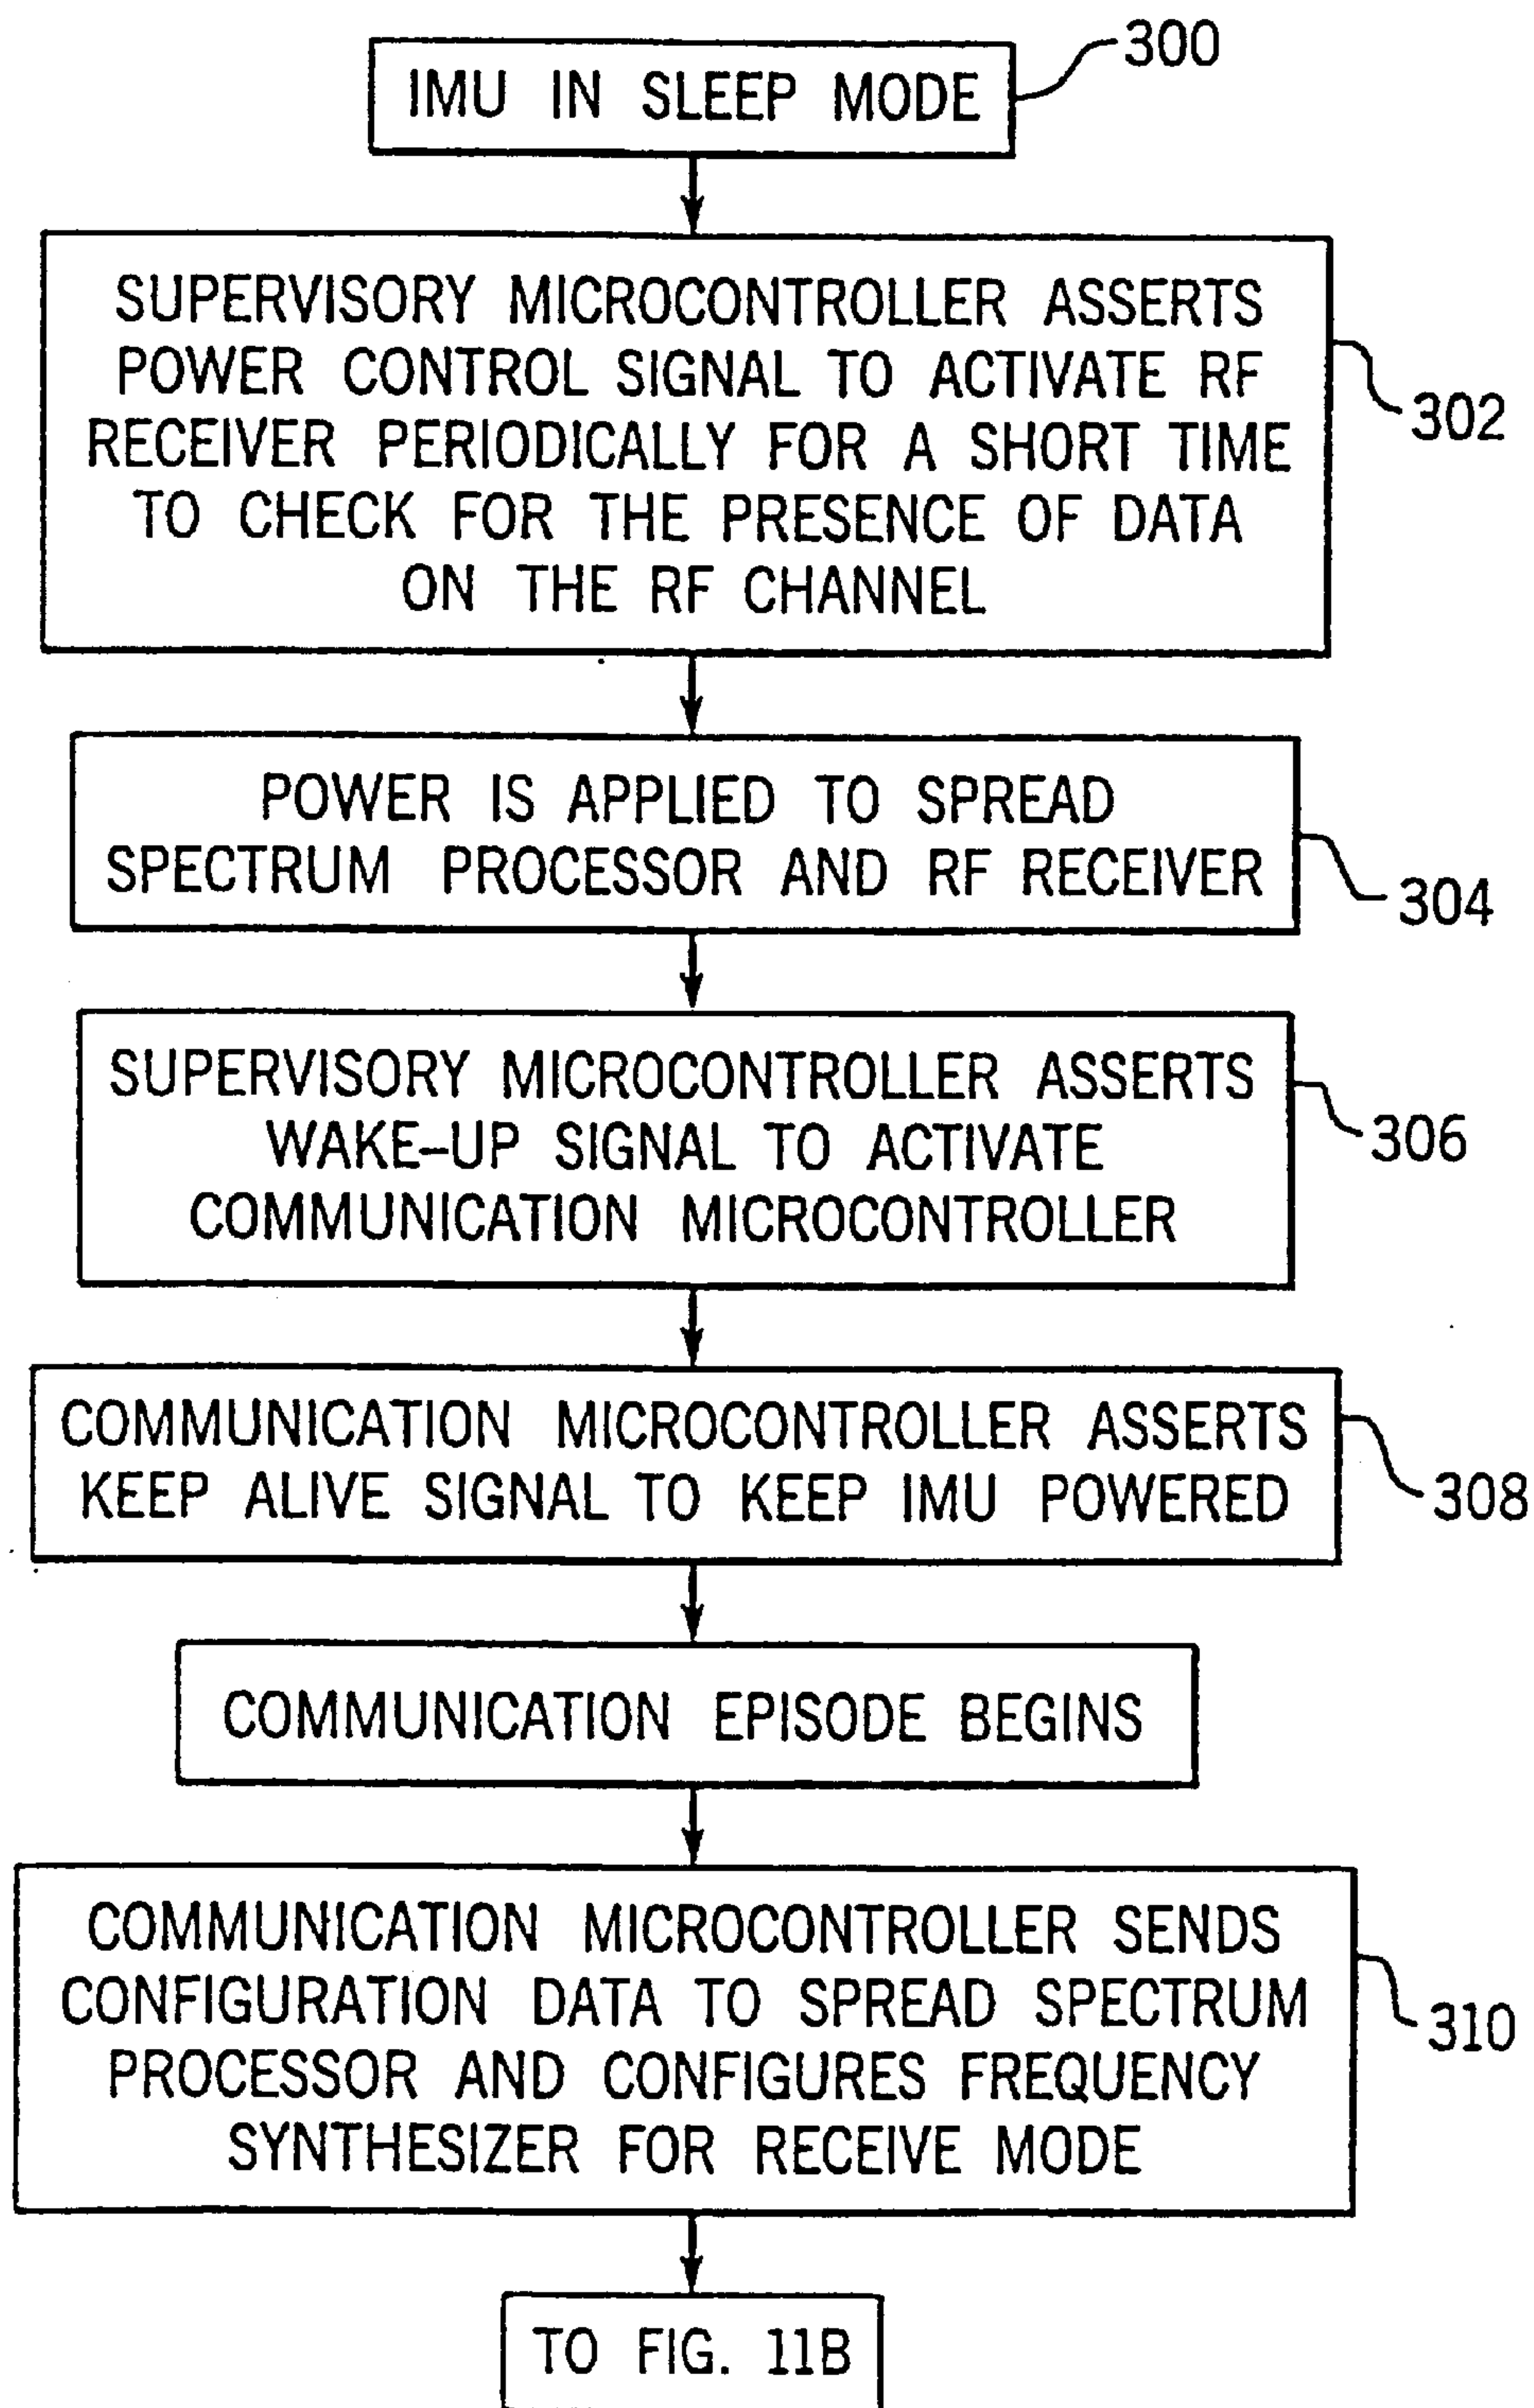 IMU IN SLEEP MODE
300
SUPERVISORY MICROCONTROLLER ASSERTS
POWER CONTROL SIGNAL TO ACTIVATE RF
RECEIVER PERIODICALLY FOR A SHORT TIME
TO CHECK FOR THE PRESENCE OF DATA
ON THE RF CHANNEL
302
POWER IS APPLIED TO SPREAD
SPECTRUM PROCESSOR AND RF RECEIVER
304
SUPERVISORY MICROCONTROLLER ASSERTS
WAKE-UP SIGNAL TO ACTIVATE
COMMUNICATION MICROCONTROLLER
306
COMMUNICATION MICROCONTROLLER ASSERTS
KEEP ALIVE SIGNAL TO KEEP IMU POWERED
308
COMMUNICATION EPISODE BEGINS
COMMUNICATION MICROCONTROLLER SENDS
CONFIGURATION DATA TO SPREAD SPECTRUM
PROCESSOR AND CONFIGURES FREQUENCY
SYNTHESIZER FOR RECEIVE MODE
310
TO FIG. 11B